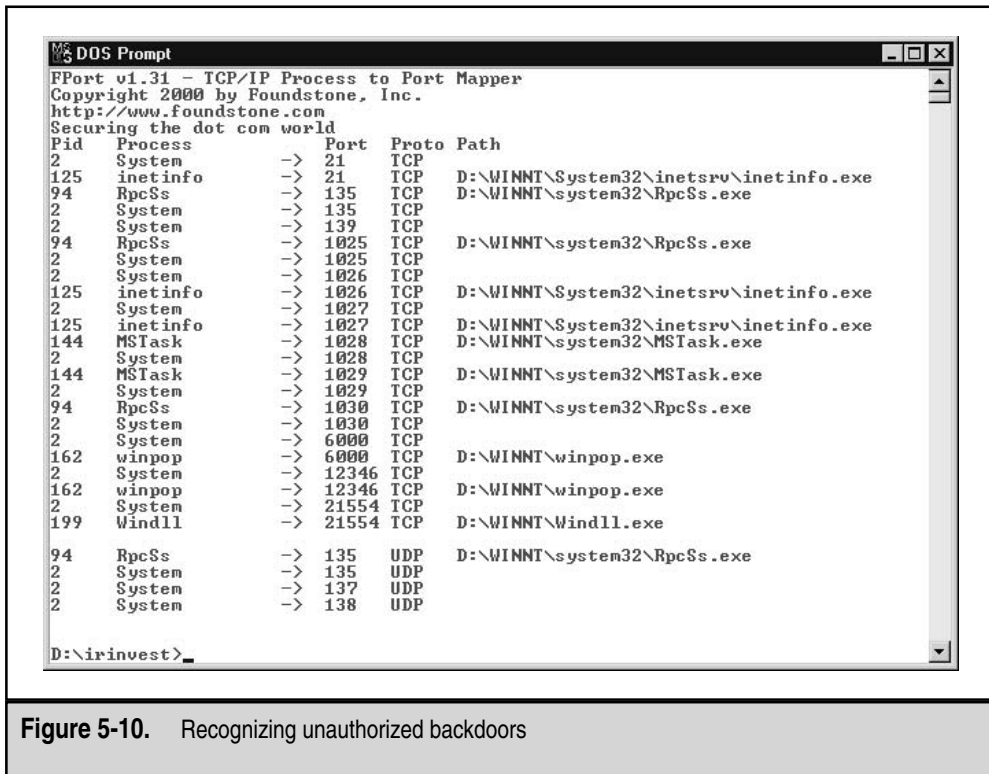 DOS Prompt
FPort v1.31 - TCP/IP Process to Port Mapper
Copyright 2000 by Foundstone, Inc.
http://www.foundstone.com
Securing the dot com world
Pid Process Port Proto Path
2 System -> 21 TCP
125 inetinfo -> 21 TCP D:\WINNT\System32\inetsrv\inetinfo.exe
94 RpcSs -> 135 TCP D:\WINNT\system32\RpcSs.exe
2 System -> 135 TCP
2 System -> 139 TCP
94 RpcSs -> 1025 TCP D:\WINNT\system32\RpcSs.exe
2 System -> 1025 TCP
2 System -> 1026 TCP
125 inetinfo -> 1026 TCP D:\WINNT\System32\inetsrv\inetinfo.exe
2 System -> 1027 TCP
125 inetinfo -> 1027 TCP D:\WINNT\System32\inetsrv\inetinfo.exe
144 MSTask -> 1028 TCP D:\WINNT\system32\MSTask.exe
2 System -> 1028 TCP
144 MSTask -> 1029 TCP D:\WINNT\system32\MSTask.exe
2 System -> 1029 TCP
94 RpcSs -> 1030 TCP D:\WINNT\system32\RpcSs.exe
2 System -> 1030 TCP
2 System -> 6000 TCP
162 winpop -> 6000 TCP D:\WINNT\winpop.exe
2 System -> 12346 TCP
162 winpop -> 12346 TCP D:\WINNT\winpop.exe
2 System -> 21554 TCP
199 Windll -> 21554 TCP D:\WINNT\Windll.exe
94 RpcSs -> 135 UDP D:\WINNT\system32\RpcSs.exe
2 System -> 135 UDP
2 System -> 137 UDP
2 System -> 138 UDP
D:\irinvest>_
Figure 5-10. Recognizing unauthorized backdoors